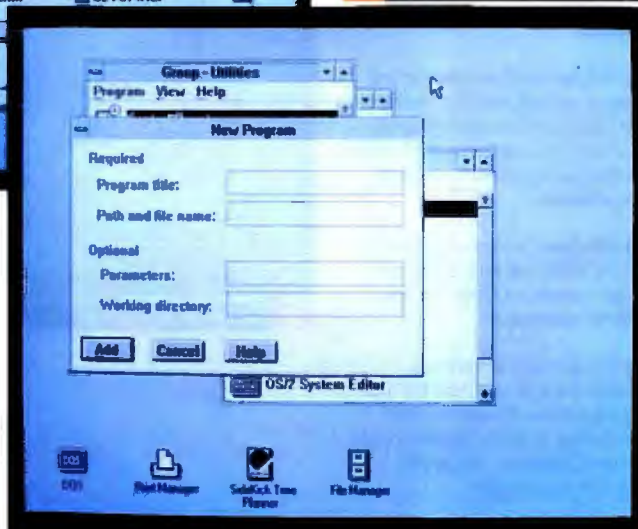 Group - Utilities
Program View Help
New Program
Required
Program title:
Path and file name:
Optional
Parameters:
Working directory:
Add Cancel Help
OS/2 System Editor
DOS
DOS Print Manager SideKick Time Planner File Manager